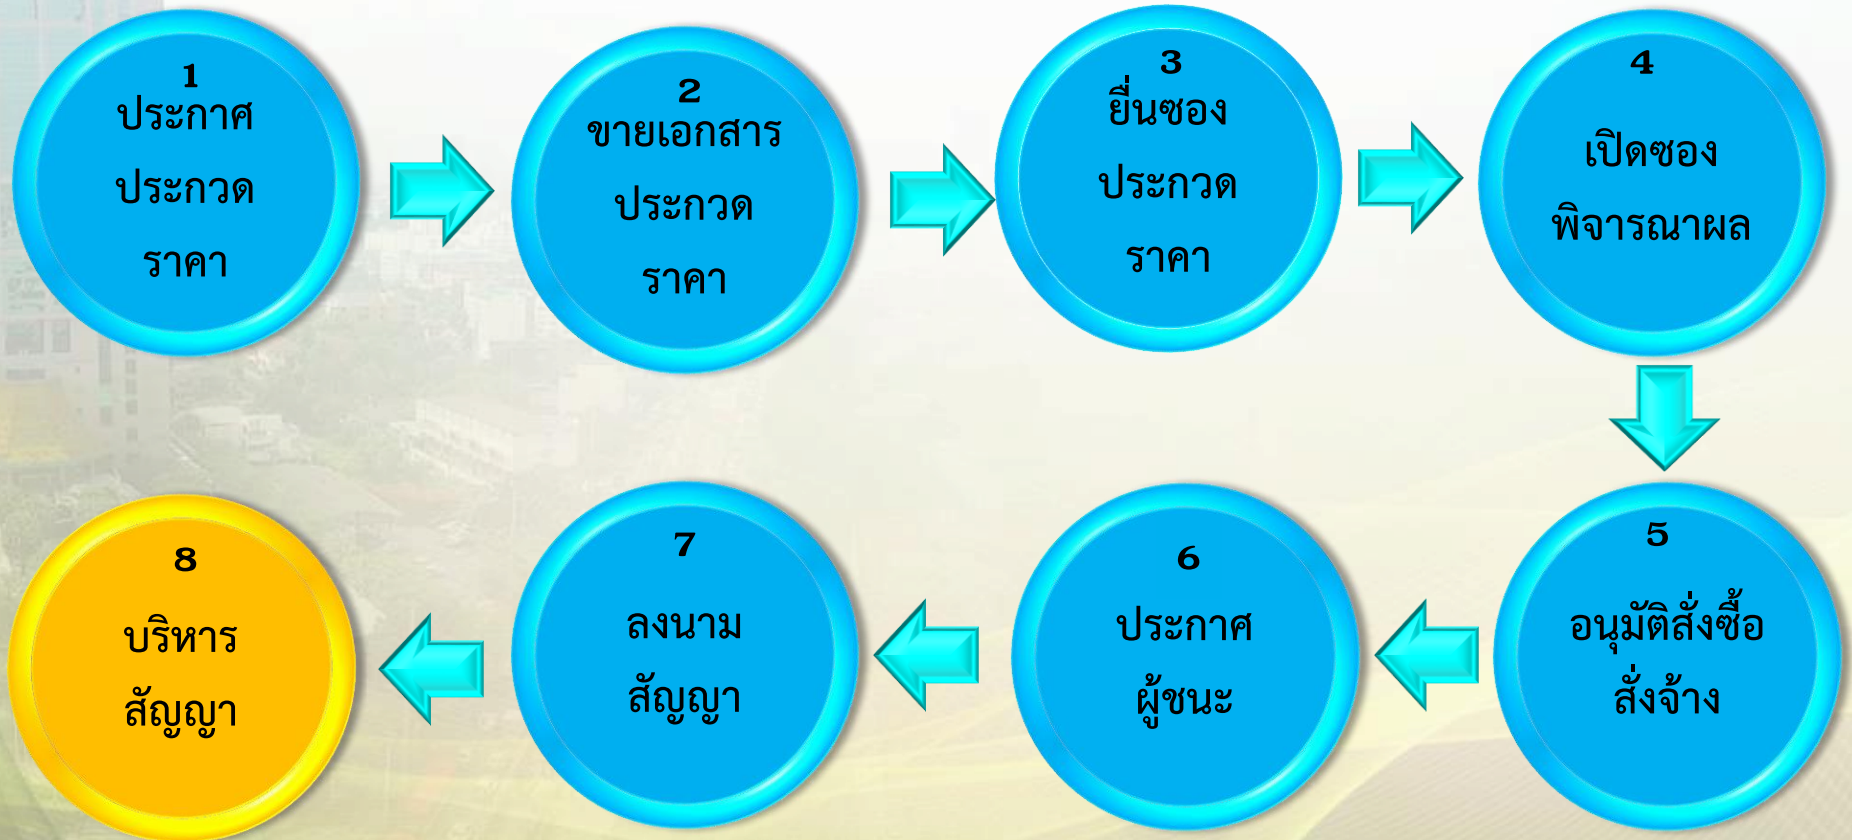 1
ประกาศ
ประกวด
ราคา
2
ขายเอกสาร
ประกวด
ราคา
3
ยื่นซอง
ประกวด
ราคา
4
เปิดซอง
พิจารณาผล
5
อนุมัติสั่งซื้อ
สั่งจ้าง
6
ประกาศ
ผู้ชนะ
7
ลงนาม
สัญญา
8
บริหาร
สัญญา